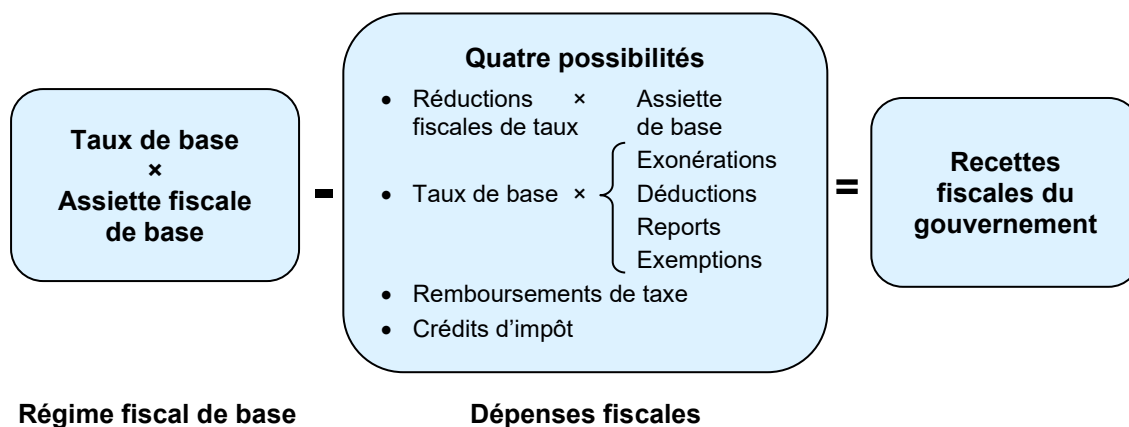 Taux de base
×
Assiette fiscale
de base
-
Quatre possibilités
• Réductions × Assiette
fiscales de taux de base
Exonérations
• Taux de base × Déductions
Reports
Exemptions
• Remboursements de taxe
• Crédits d'impôt
=
Recettes
fiscales du
gouvernement
Régime fiscal de base
Dépenses fiscales